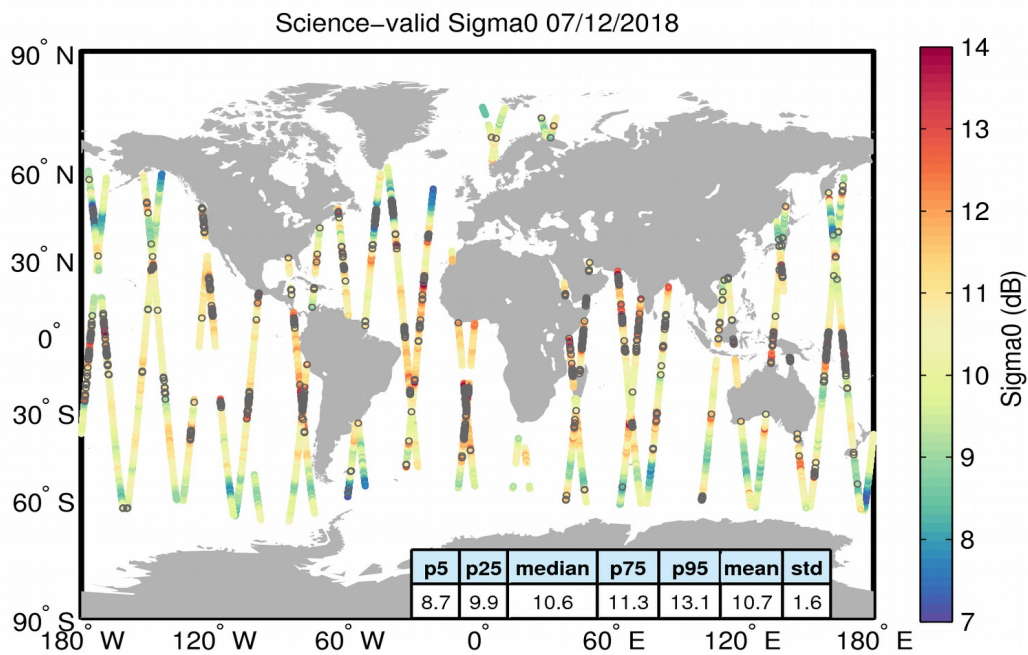 Science−valid Sigma0 07/12/2018
90° N
60° N
30° N
0°
30° S
60° S
90° S
180° W
120° W
60° W
0°
60° E
120° E
180° E
p5 p25 median p75 p95 mean std
8.7 9.9 10.6 11.3 13.1 10.7 1.6
14
13
12
11
10
9
8
7
Sigma0 (dB)